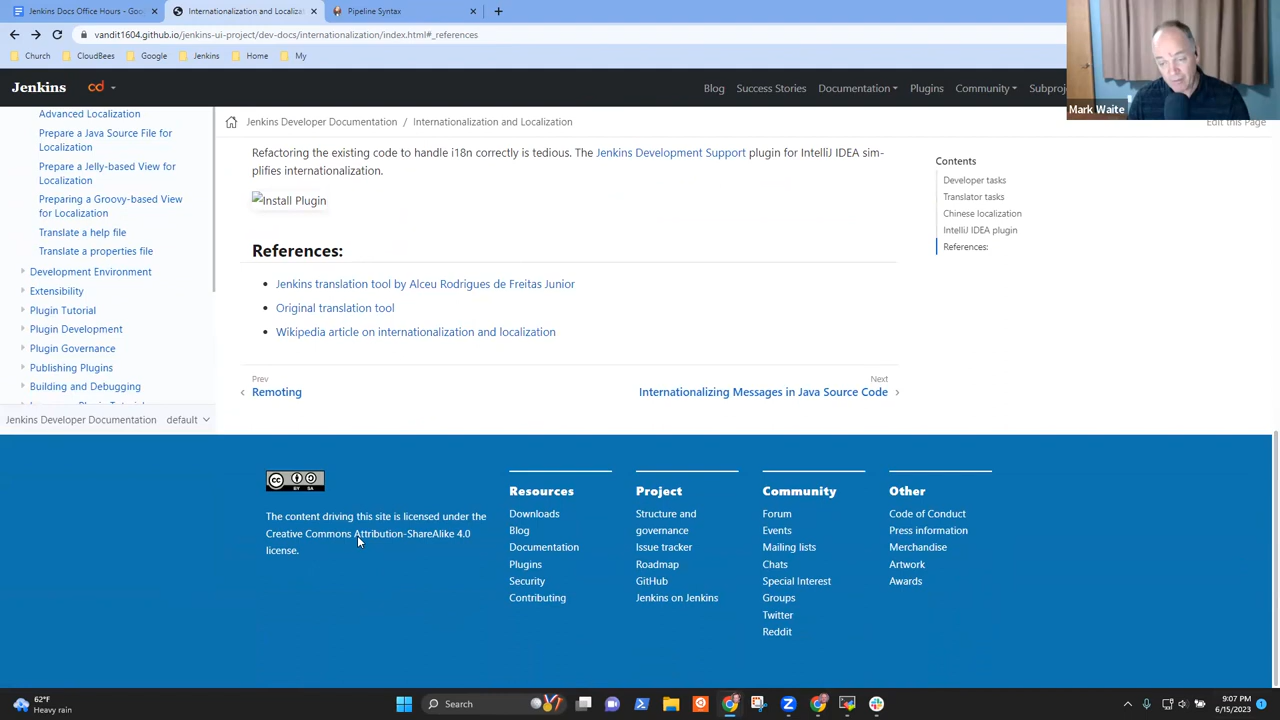 Jenkins Docs Office Hours - Goo
Internationalization and Localiza
Pipeline Syntax
vandit1604.github.io/jenkins-ui-project/dev-docs/internationalization/index.html#_references
Church
CloudBees
Google
Jenkins
Home
My
Mark Waite
Jenkins
cd
Blog
Success Stories
Documentation
Plugins
Community
Subproj
Jenkins Developer Documentation / Internationalization and Localization
Edit this Page
Advanced Localization
Prepare a Java Source File for
Localization
Prepare a Jelly-based View for
Localization
Preparing a Groovy-based View
for Localization
Translate a help file
Translate a properties file
Development Environment
Extensibility
Plugin Tutorial
Plugin Development
Plugin Governance
Publishing Plugins
Building and Debugging
Jenkins Developer Documentation
default
Refactoring the existing code to handle i18n correctly is tedious. The Jenkins Development Support plugin for IntelliJ IDEA sim-
plifies internationalization.
Install Plugin
References:
Jenkins translation tool by Alceu Rodrigues de Freitas Junior
Original translation tool
Wikipedia article on internationalization and localization
Prev
Remoting
Next
Internationalizing Messages in Java Source Code
Contents
Developer tasks
Translator tasks
Chinese localization
IntelliJ IDEA plugin
References:
cc
BY SA
The content driving this site is licensed under the
Creative Commons Attribution-ShareAlike 4.0
license.
Resources
Downloads
Blog
Documentation
Plugins
Security
Contributing
Project
Structure and
governance
Issue tracker
Roadmap
GitHub
Jenkins on Jenkins
Community
Forum
Events
Mailing lists
Chats
Special Interest
Groups
Twitter
Reddit
Other
Code of Conduct
Press information
Merchandise
Artwork
Awards
62°F
Heavy rain
Search
9:07 PM
6/15/2023